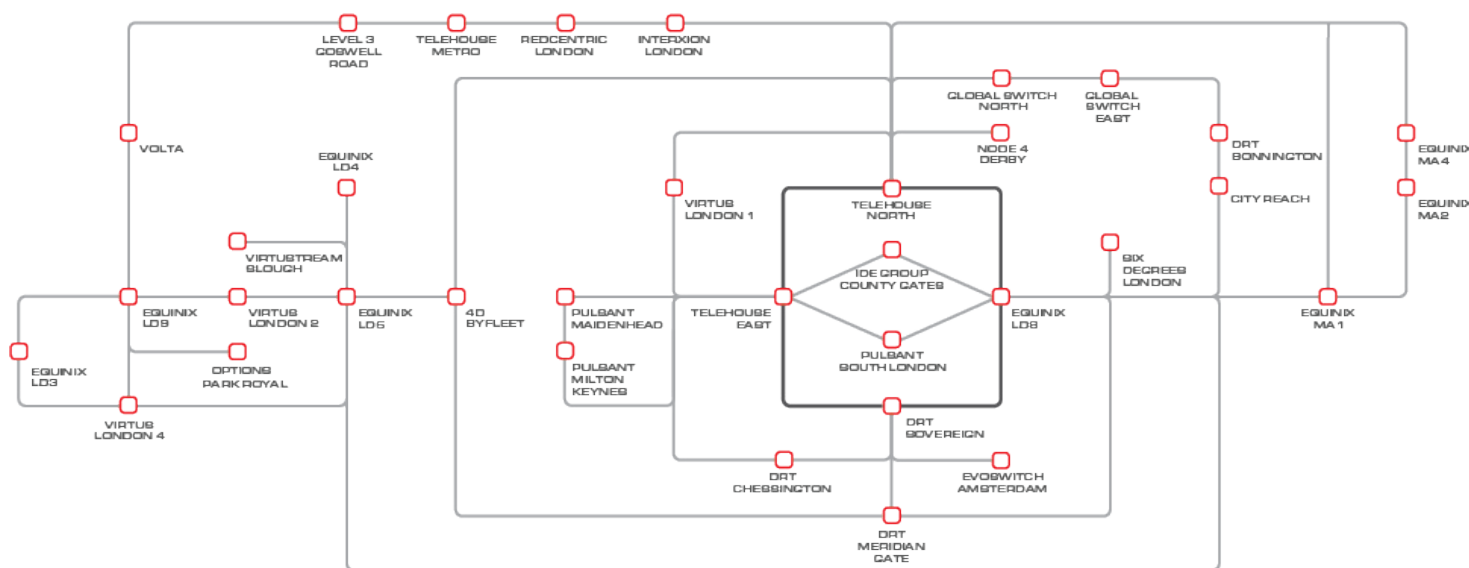 LEVEL 3
GOSWELL
ROAD
TELEHOUSE
METRO
REDCENTRIC
LONDON
INTERXION
LONDON
GLOBAL SWITCH
NORTH
GLOBAL
SWITCH
EAST
VOLTA
EQUINIX
LD4
NODE 4
DERBY
DRT
BONNINGTON
EQUINIX
MA4
VIRTUS
LONDON 1
TELEHOUSE
NORTH
CITY REACH
EQUINIX
MA2
VIRTUSTREAM
SLOUGH
IDE GROUP
COUNTY GATES
SIX
DEGREES
LONDON
EQUINIX
LD9
VIRTUS
LONDON 2
EQUINIX
LD5
4D
BYFLEET
PULSANT
MAIDENHEAD
TELEHOUSE
EAST
EQUINIX
LD8
EQUINIX
MA1
EQUINIX
LD3
OPTIONS
PARK ROYAL
PULSANT
MILTON
KEYNES
PULSANT
SOUTH LONDON
VIRTUS
LONDON 4
DRT
SOVEREIGN
DRT
CHESSINGTON
EVOSWITCH
AMSTERDAM
DRT
MERIDIAN
GATE